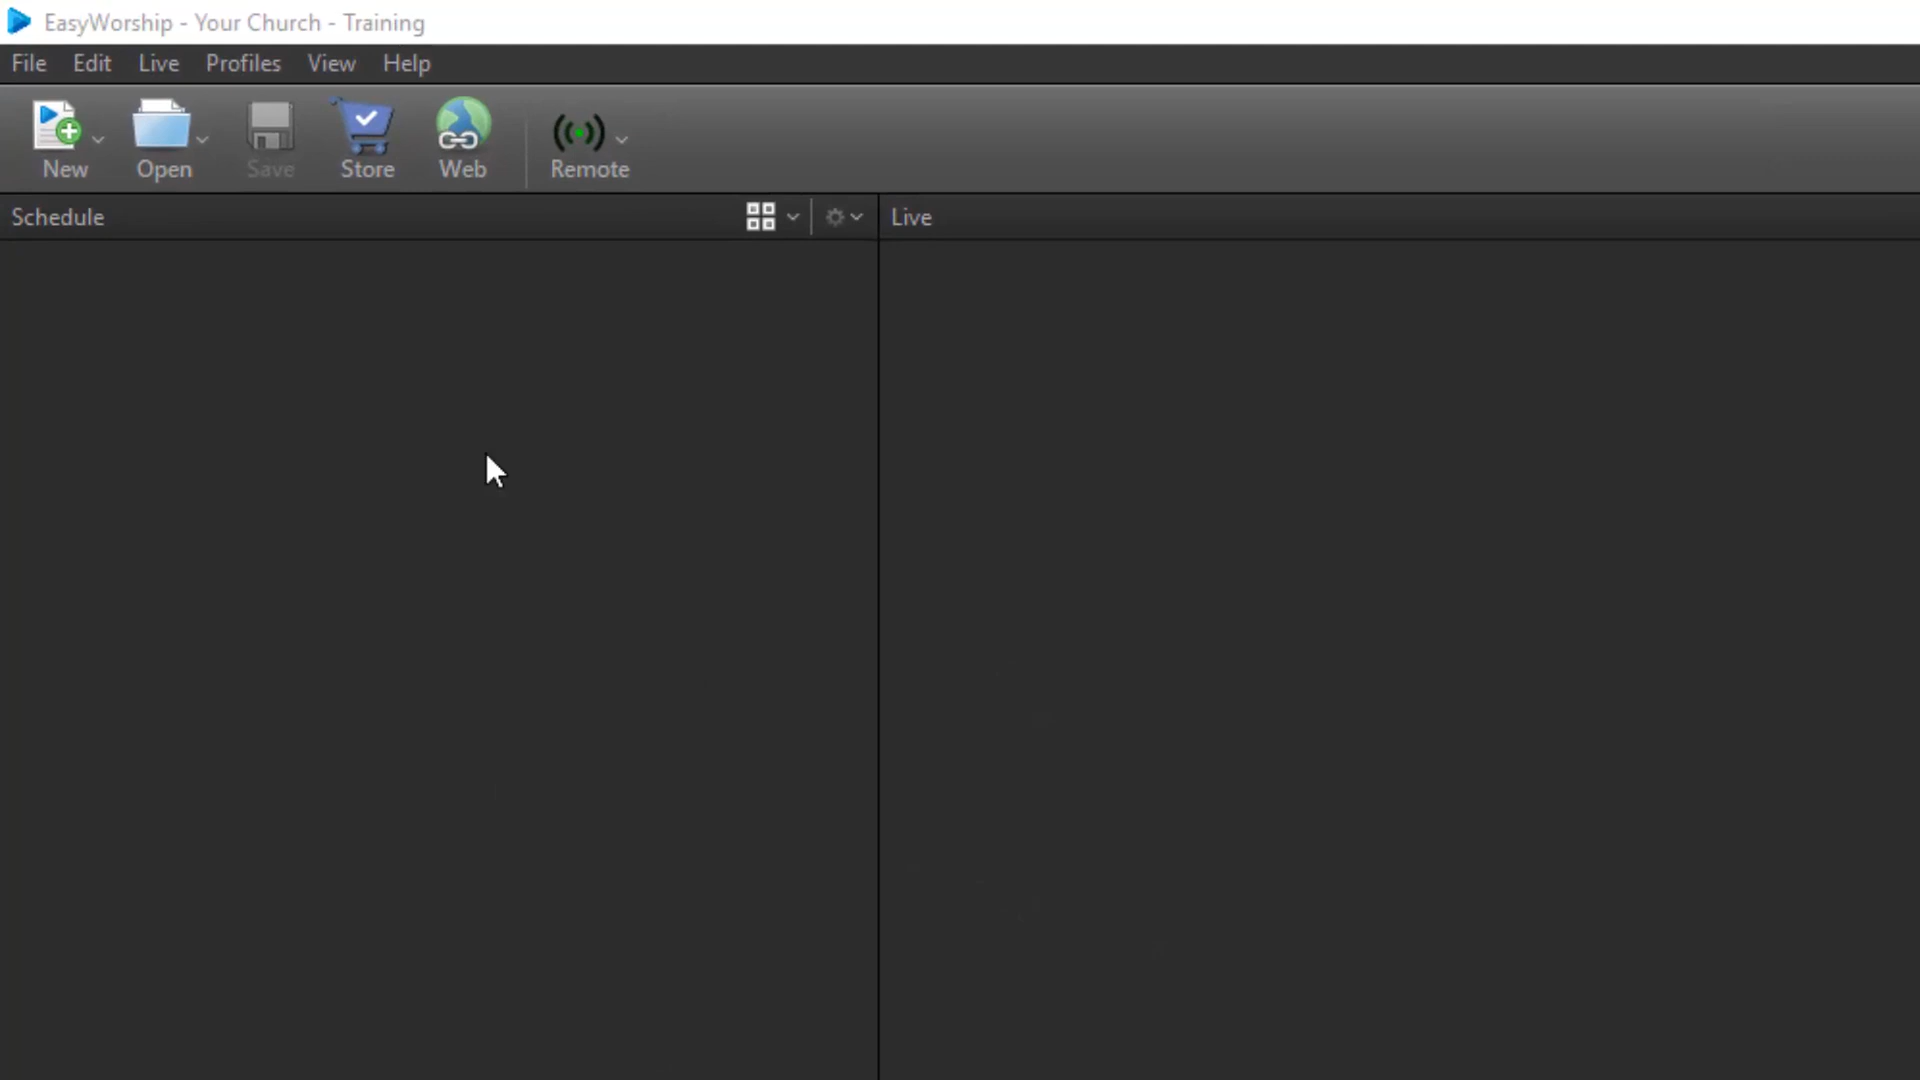 EasyWorship - Your Church - Training
File Edit Live Profiles View Help
New Open Save Store Web Remote
Schedule Live